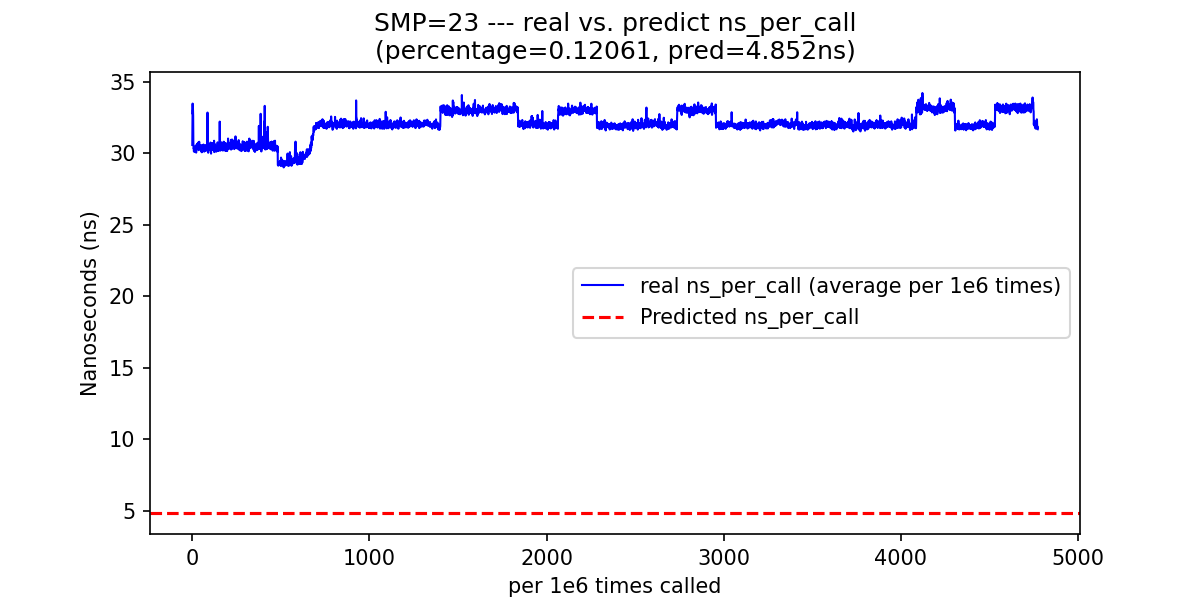 SMP=23 --- real vs. predict ns_per_call
(percentage=0.12061, pred=4.852ns)
35
30
25
20
15
10
5
Nanoseconds (ns)
real ns_per_call (average per 1e6 times)
Predicted ns_per_call
0
1000
2000
3000
4000
5000
per 1e6 times called